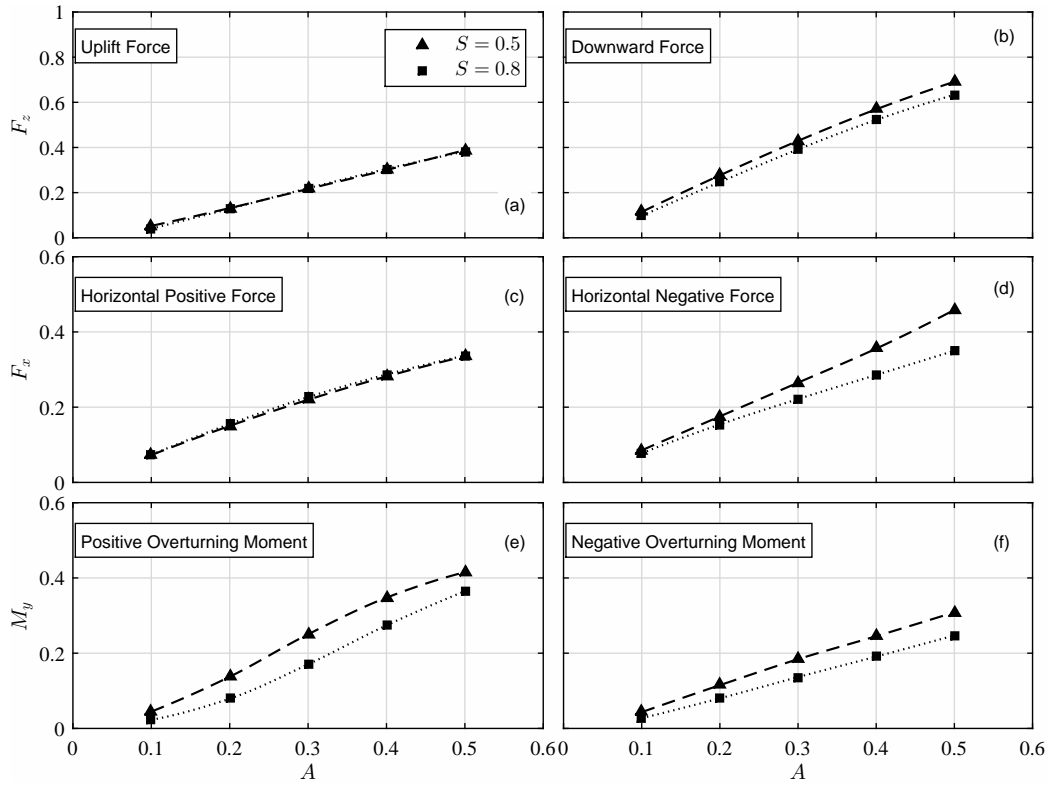 1
Uplift Force
S = 0.5
S = 0.8
Downward Force
(b)
0.8
0.6
F_z
0.4
0.2
(a)
0
0.6
Horizontal Positive Force
(c)
Horizontal Negative Force
(d)
0.4
F_x
0.2
0
0.6
Positive Overturning Moment
(e)
Negative Overturning Moment
(f)
0.4
M_y
0.2
0
0 0.1 0.2 0.3 0.4 0.5 0.6 0.1 0.2 0.3 0.4 0.5 0.6
A A